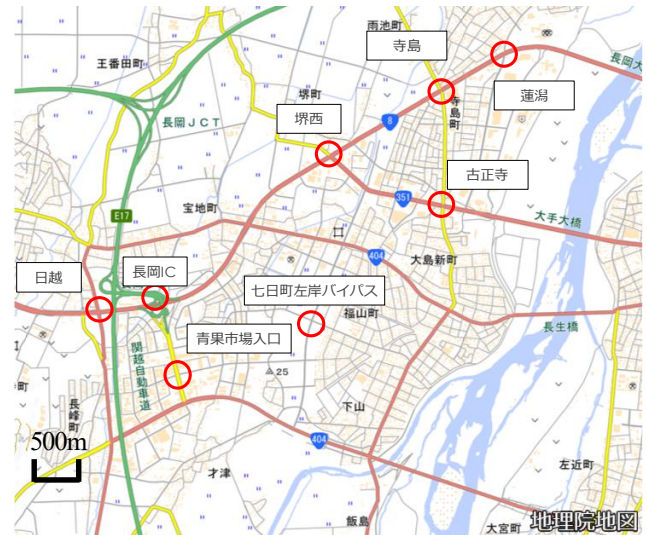 雨池町
寺島
王番田町
長岡大
堺町
蓮潟
長岡JCT
8
寺島町
堺西
古正寺
宝地町
351
E17
大手大橋
404
大島新町
日越
長岡IC
七日町左岸バイパス
福山町
長生橋
青果市場入口
関越自動車道
25
長峰町
下山
500m
404
左近町
才津
飯島
大宮町
地理院地図